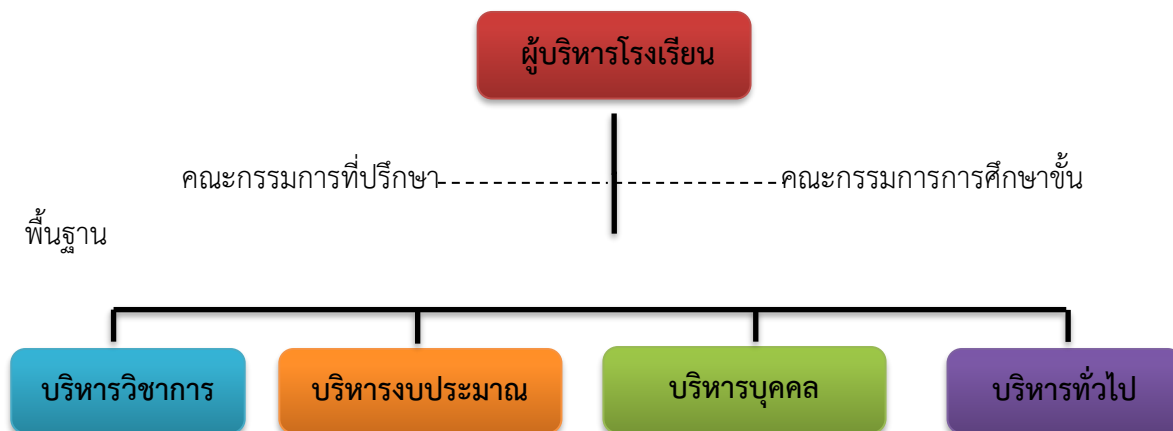 ผู้บริหารโรงเรียน
คณะกรรมการที่ปรึกษา คณะกรรมการการศึกษาขั้น
พื้นฐาน
บริหารวิชาการ บริหารงบประมาณ บริหารบุคคล บริหารทั่วไป